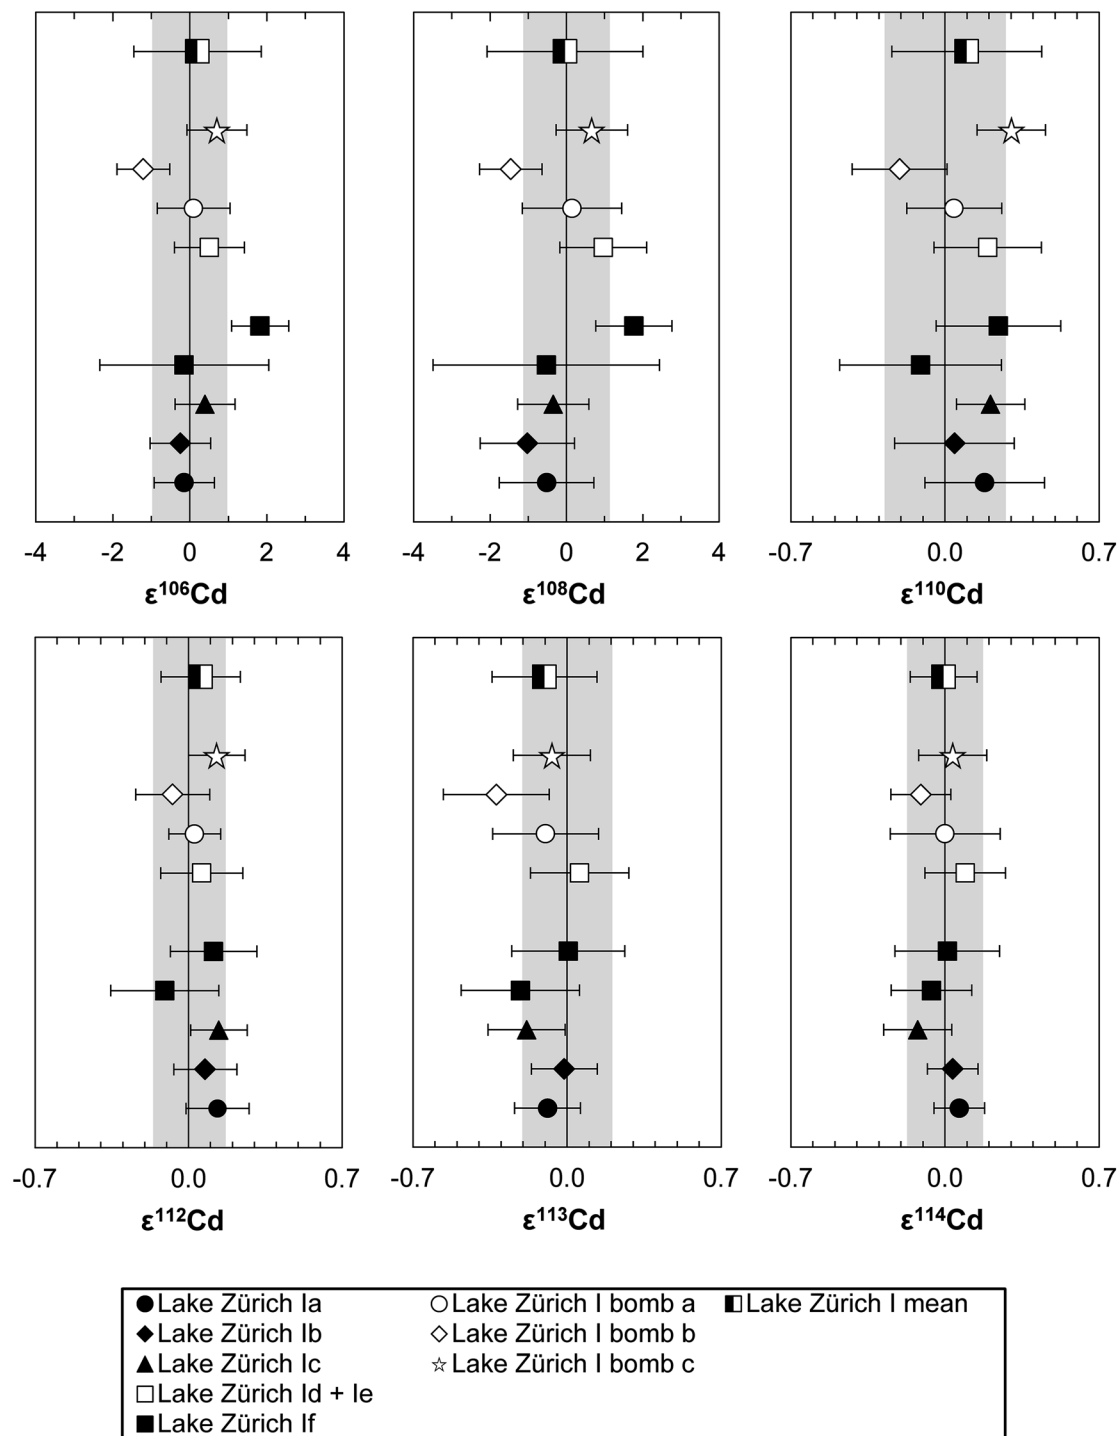 -4 -2 0 2 4
ε¹⁰⁶Cd
-4 -2 0 2 4
ε¹⁰⁸Cd
-0.7 0.0 0.7
ε¹¹⁰Cd
-0.7 0.0 0.7
ε¹¹²Cd
-0.7 0.0 0.7
ε¹¹³Cd
-0.7 0.0 0.7
ε¹¹⁴Cd
Lake Zürich Ia
Lake Zürich Ib
Lake Zürich Ic
Lake Zürich Id + Ie
Lake Zürich If
Lake Zürich I bomb a
Lake Zürich I bomb b
Lake Zürich I bomb c
Lake Zürich I mean